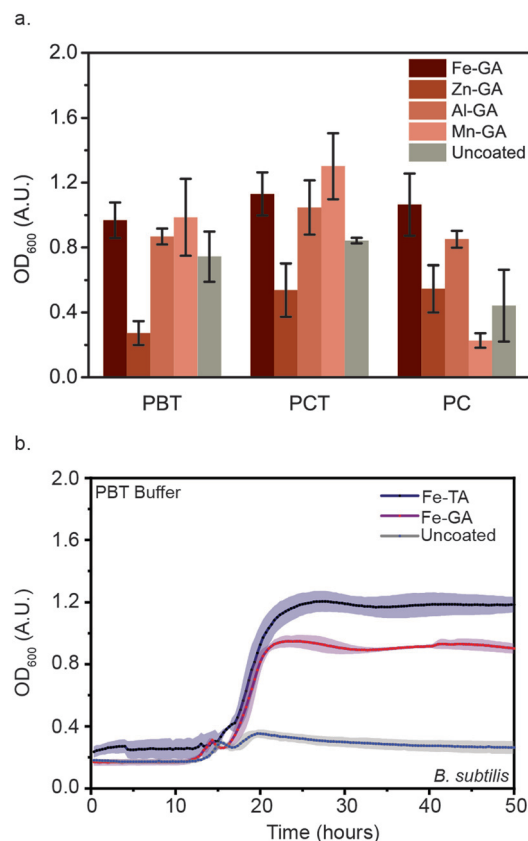 a.
2.0
1.6
1.2
0.8
0.4
0.0
OD600 (A.U.)
Fe-GA
Zn-GA
Al-GA
Mn-GA
Uncoated
PBT
PCT
PC
b.
2.0
1.6
1.2
0.8
0.4
0.0
OD600 (A.U.)
PBT Buffer
Fe-TA
Fe-GA
Uncoated
B. subtilis
0
10
20
30
40
50
Time (hours)